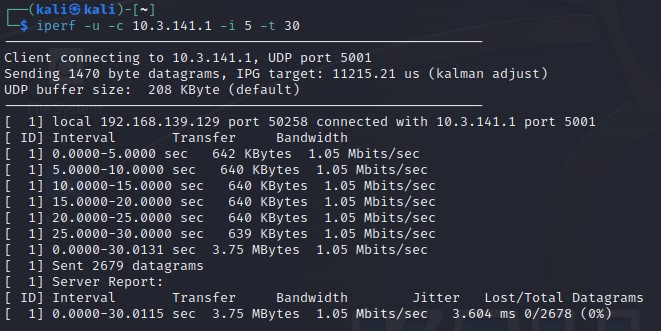 ┌──(kali㉿kali)-[~]
└─$ iperf -u -c 10.3.141.1 -i 5 -t 30
Client connecting to 10.3.141.1, UDP port 5001
Sending 1470 byte datagrams, IPG target: 11215.21 us (kalman adjust)
UDP buffer size:  208 KByte (default)
[  1] local 192.168.139.129 port 50258 connected with 10.3.141.1 port 5001
[ ID] Interval       Transfer     Bandwidth
[  1] 0.0000-5.0000 sec   642 KBytes  1.05 Mbits/sec
[  1] 5.0000-10.0000 sec   640 KBytes  1.05 Mbits/sec
[  1] 10.0000-15.0000 sec   640 KBytes  1.05 Mbits/sec
[  1] 15.0000-20.0000 sec   640 KBytes  1.05 Mbits/sec
[  1] 20.0000-25.0000 sec   640 KBytes  1.05 Mbits/sec
[  1] 25.0000-30.0000 sec   639 KBytes  1.05 Mbits/sec
[  1] 0.0000-30.0131 sec  3.75 MBytes  1.05 Mbits/sec
[  1] Sent 2679 datagrams
[  1] Server Report:
[ ID] Interval       Transfer     Bandwidth        Jitter   Lost/Total Datagrams
[  1] 0.0000-30.0115 sec  3.75 MBytes  1.05 Mbits/sec   3.604 ms 0/2678 (0%)